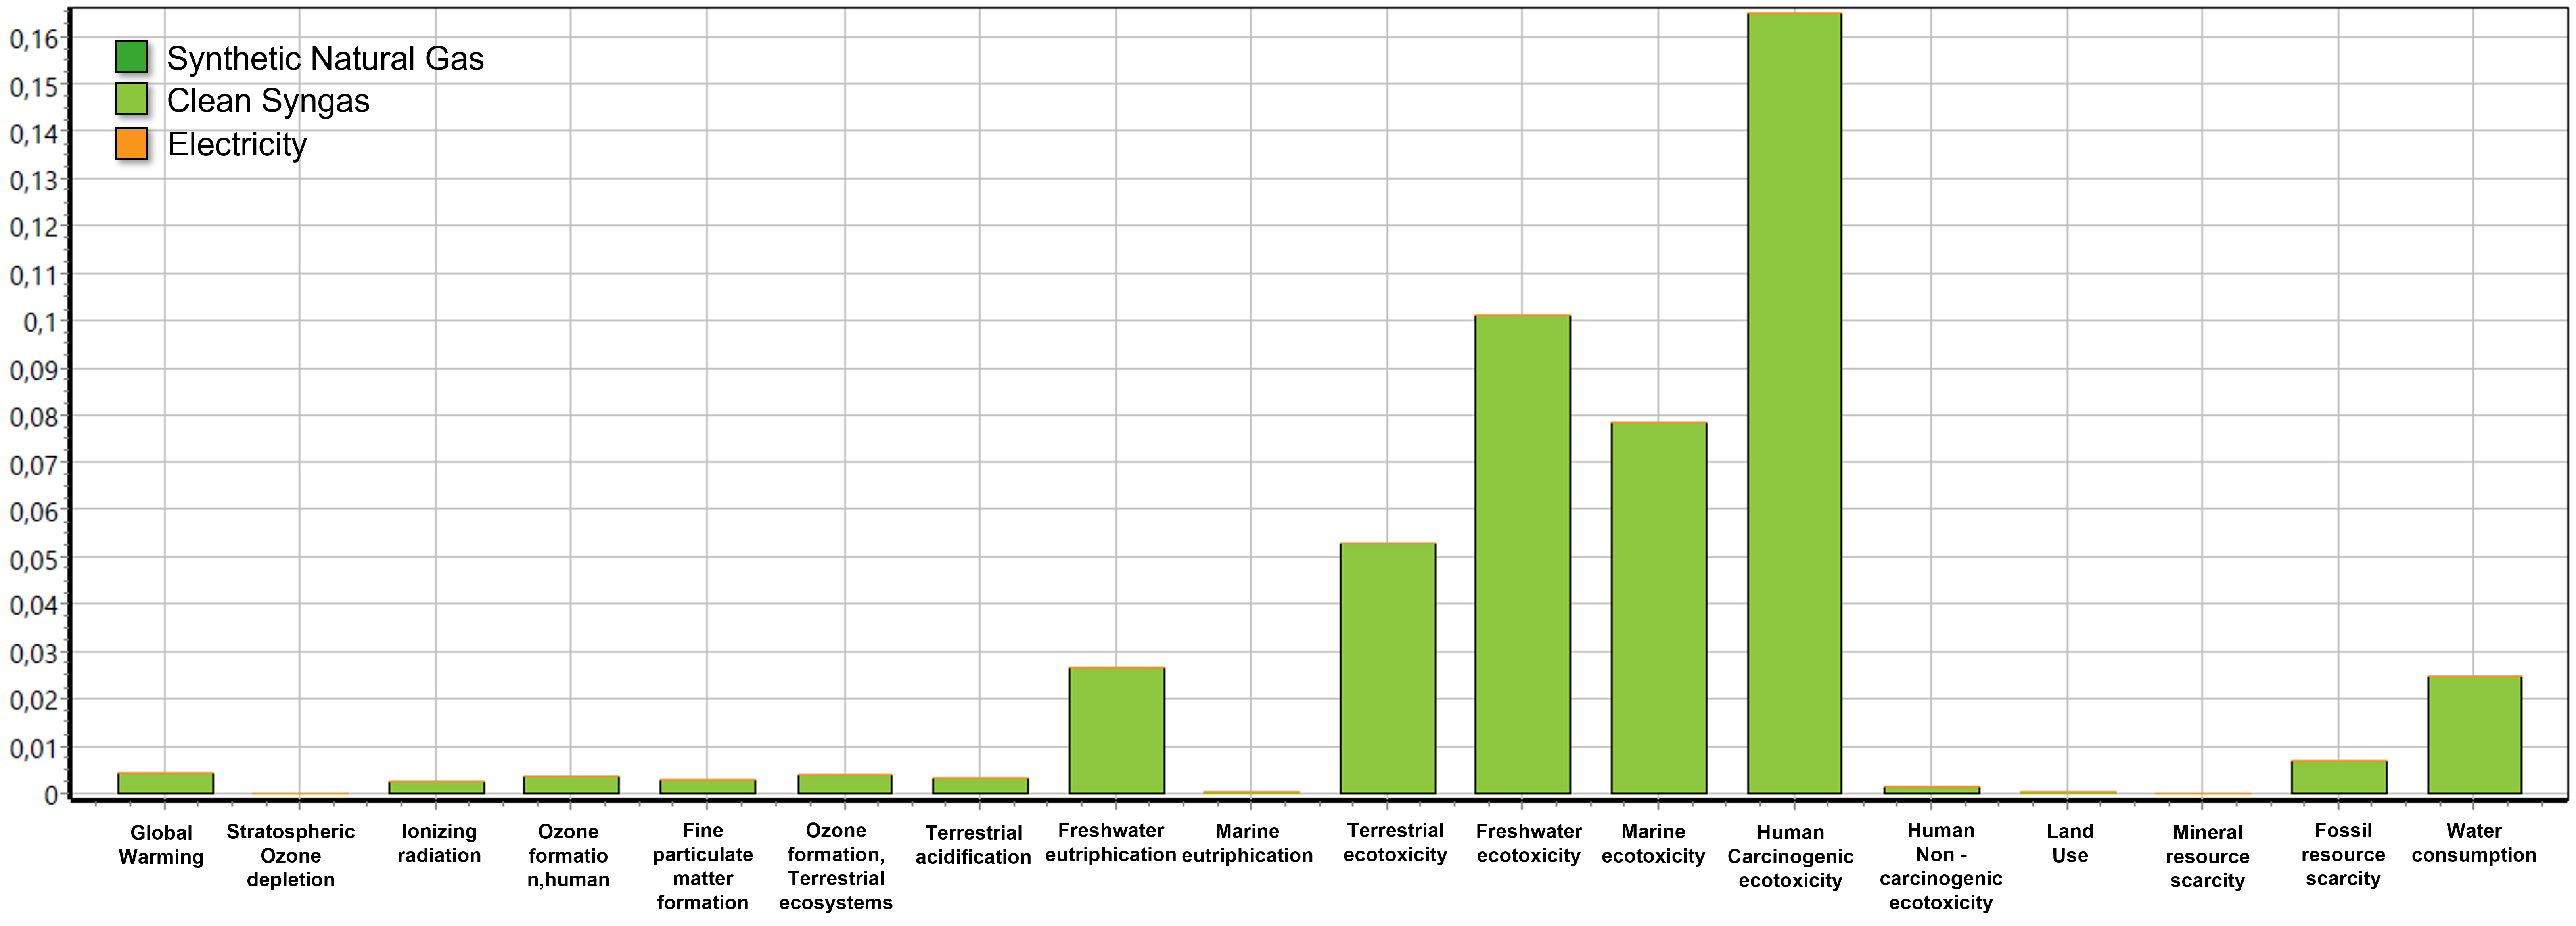 0,16
0,15
0,14
0,13
0,12
0,11
0,1
0,09
0,08
0,07
0,06
0,05
0,04
0,03
0,02
0,01
0
Synthetic Natural Gas
Clean Syngas
Electricity
Global
Warming
Stratospheric
Ozone
depletion
Ionizing
radiation
Ozone
formatio
n,human
Fine
particulate
matter
formation
Ozone
formation,
Terrestrial
ecosystems
Terrestrial
acidification
Freshwater
eutriphication
Marine
eutriphication
Terrestrial
ecotoxicity
Freshwater
ecotoxicity
Marine
ecotoxicity
Human
Carcinogenic
ecotoxicity
Human
Non -
carcinogenic
ecotoxicity
Land
Use
Mineral
resource
scarcity
Fossil
resource
scarcity
Water
consumption